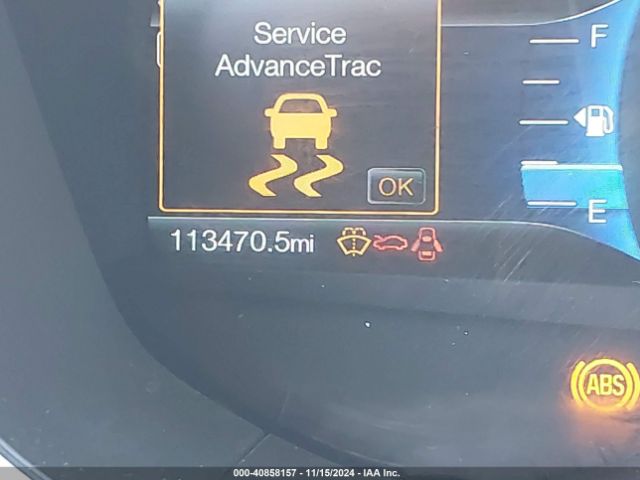 Service
AdvanceTrac
F
OK
E
113470.5mi
ABS
000-40858157 - 11/15/2024 - IAA Inc.